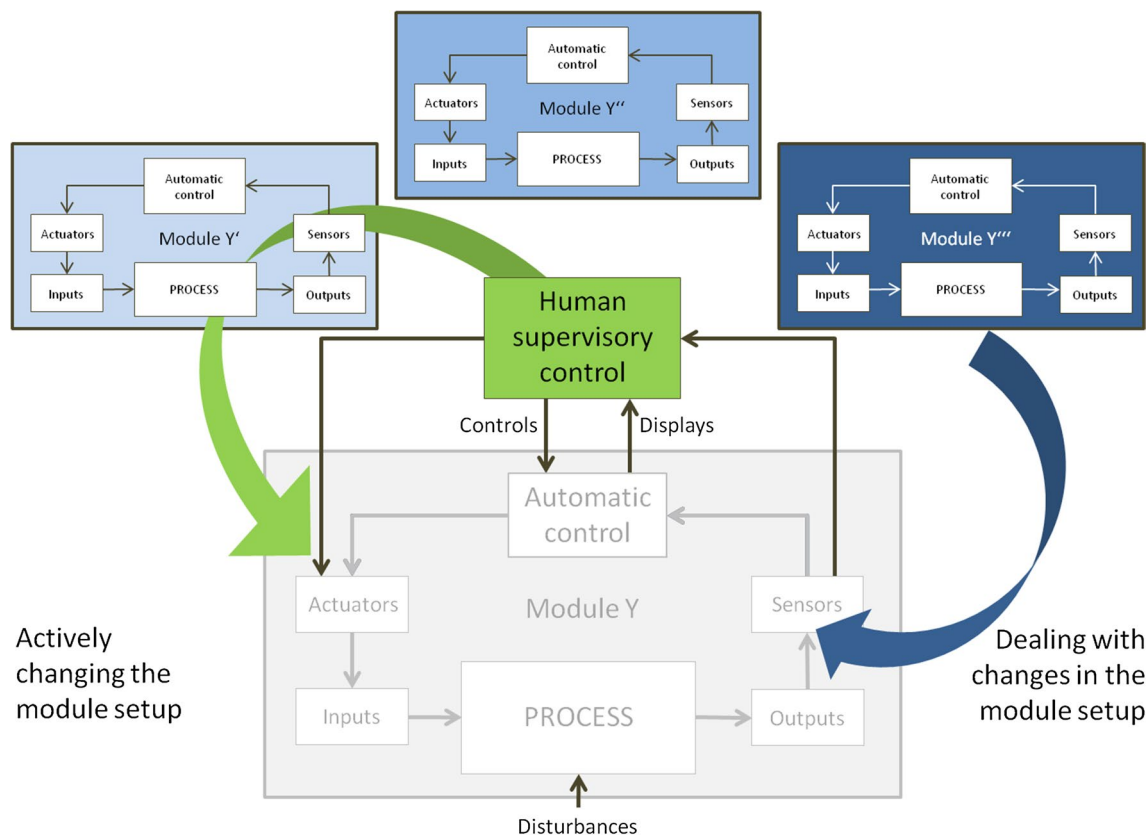 Automatic
control
Actuators
Sensors
Module Y“
Inputs
PROCESS
Outputs
Automatic
control
Actuators
Sensors
Module Y‘
Inputs
PROCESS
Outputs
Automatic
control
Actuators
Sensors
Module Y“‘
Inputs
PROCESS
Outputs
Human
supervisory
control
Controls
Displays
Automatic
control
Actuators
Module Y
Sensors
Inputs
PROCESS
Outputs
Actively
changing the
module setup
Dealing with
changes in the
module setup
Disturbances